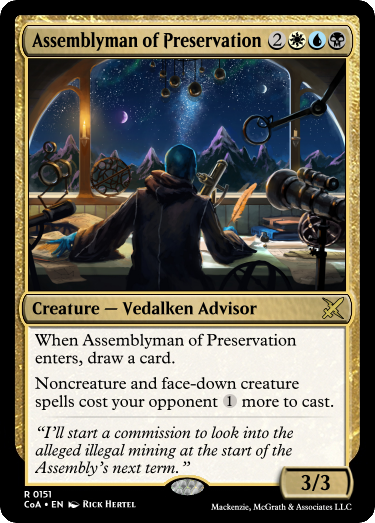 Assemblyman of Preservation 2
Creature — Vedalken Advisor
When Assemblyman of Preservation
enters, draw a card.
Noncreature and face-down creature
spells cost your opponent 1 more to cast.
“I’ll start a commission to look into the
alleged illegal mining at the start of the
Assembly’s next term.”
3/3
R 0151
CoA • EN Rick Hertel
Mackenzie, McGrath & Associates LLC